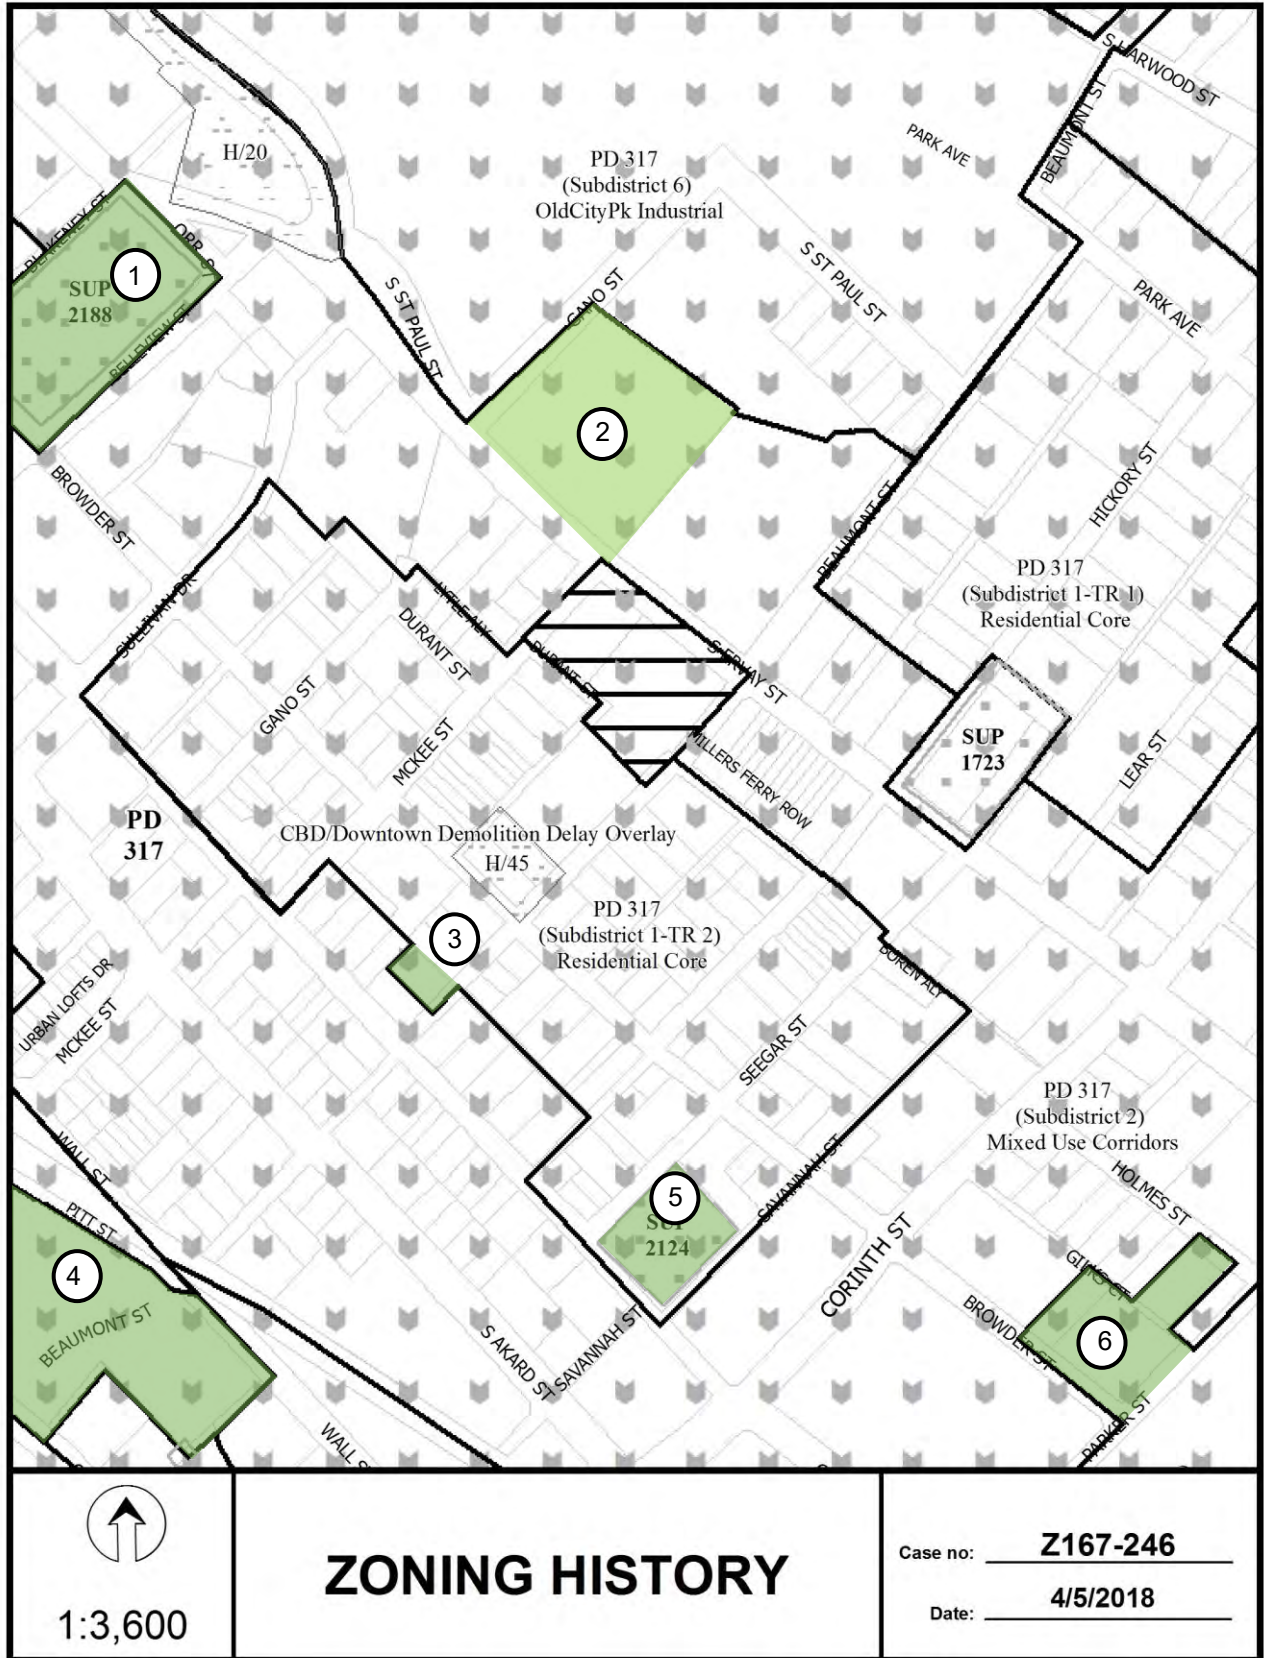 S HARWOOD ST
BEAUMONT ST
PARK AVE
H/20
PD 317
(Subdistrict 6)
OldCityPk Industrial
BLAKENEY ST
ORR ST
1
SUP
2188
BELLEVIEW ST
S ST PAUL ST
GANO ST
S ST PAUL ST
PARK AVE
2
BROWDER ST
HICKORY ST
BEAUMONT ST
PD 317
(Subdistrict 1-TR 1)
Residential Core
SULLIVAN DR
LYTLE ALY
DURANT ST
DURANT ST
S ERVAY ST
GANO ST
MCKEE ST
MILLERS FERRY ROW
SUP
1723
LEAR ST
PD
317
CBD/Downtown Demolition Delay Overlay
H/45
PD 317
(Subdistrict 1-TR 2)
Residential Core
3
BOREN ALY
URBAN LOFTS DR
MCKEE ST
SEEGAR ST
PD 317
(Subdistrict 2)
Mixed Use Corridors
WALL ST
PITT ST
SAVANNAH ST
HOLMES ST
5
SUP
2124
CORINTH ST
4
BEAUMONT ST
S AKARD ST
SAVANNAH ST
BROWDER ST
6
PARKER ST
WALL S
1:3,600
ZONING HISTORY
Case no: Z167-246
Date: 4/5/2018